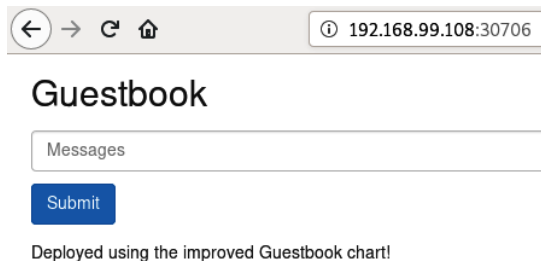 192.168.99.108:30706
Guestbook
Messages
Submit
Deployed using the improved Guestbook chart!